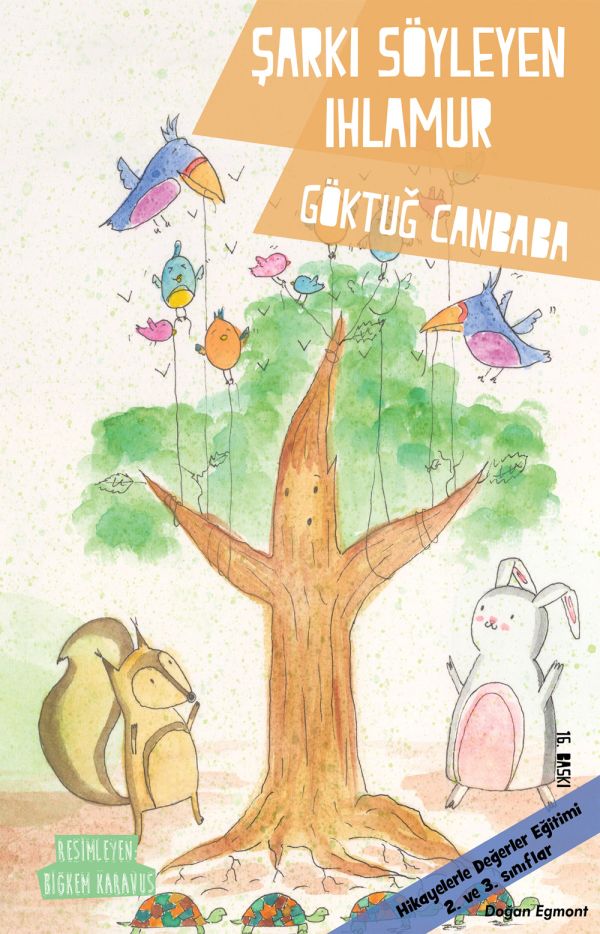 ŞARKI SÖYLEYEN
IHLAMUR
GÖKTUĞ CANBABA
16. BASKI
RESİMLEYEN:
BİĞKEM KARAVUS
Hikayelerle Değerler Eğitimi
2. ve 3. sınıflar
Doğan Egmont